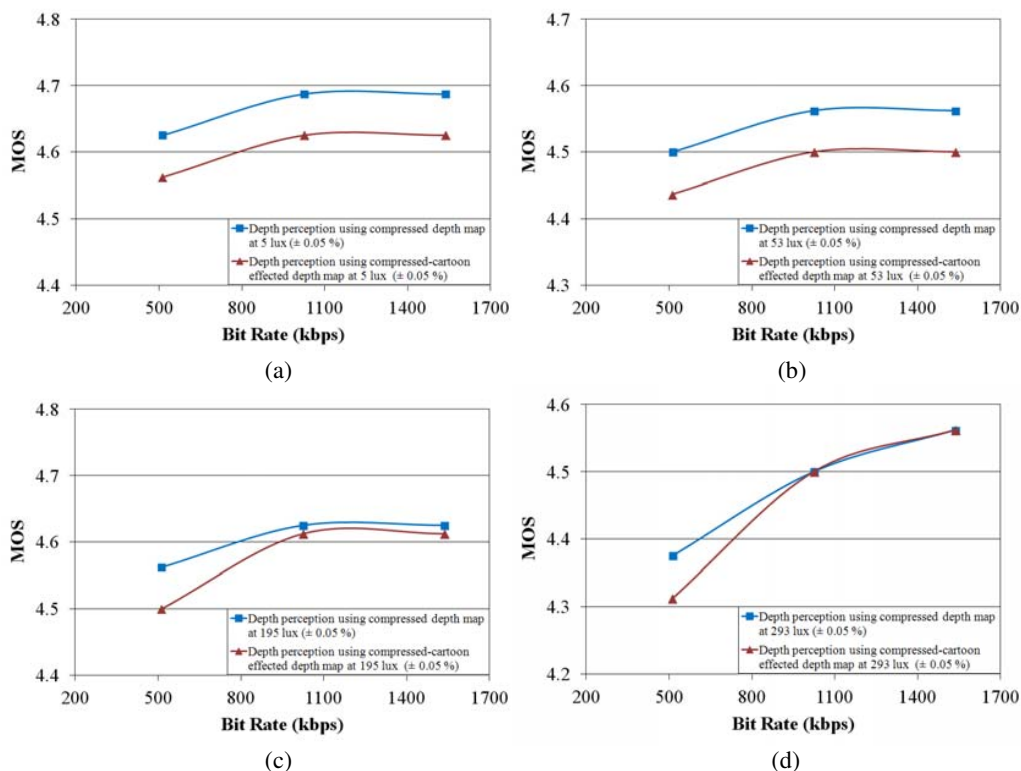 4.8
4.7
4.6
4.5
4.4
MOS
200 500 800 1100 1400 1700
Bit Rate (kbps)
Depth perception using compressed depth map
at 5 lux (± 0.05 %)
Depth perception using compressed-cartoon
effected depth map at 5 lux (± 0.05 %)
(a)
4.7
4.6
4.5
4.4
4.3
MOS
200 500 800 1100 1400 1700
Bit Rate (kbps)
Depth perception using compressed depth map
at 53 lux (± 0.05 %)
Depth perception using compressed-cartoon
effected depth map at 53 lux (± 0.05 %)
(b)
4.8
4.7
4.6
4.5
4.4
MOS
200 500 800 1100 1400 1700
Bit Rate (kbps)
Depth perception using compressed depth map
at 195 lux (± 0.05 %)
Depth perception using compressed-cartoon
effected depth map at 195 lux (± 0.05 %)
(c)
4.6
4.5
4.4
4.3
4.2
MOS
200 500 800 1100 1400 1700
Bit Rate (kbps)
Depth perception using compressed depth map
at 293 lux (± 0.05 %)
Depth perception using compressed-cartoon
effected depth map at 293 lux (± 0.05 %)
(d)